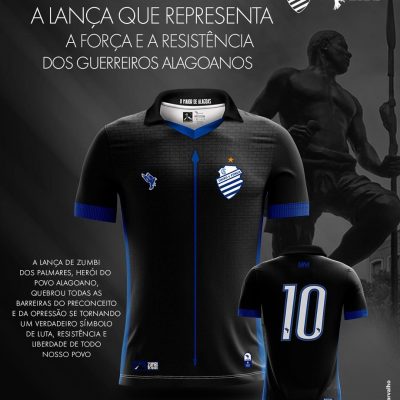 A LANÇA QUE REPRESENTA
A FORÇA E A RESISTÊNCIA
DOS GUERREIROS ALAGOANOS
O MAIOR DE ALAGOAS
A LANÇA DE ZUMBI
DOS PALMARES, HERÓI DO
POVO ALAGOANO,
QUEBROU TODAS AS
BARREIRAS DO PRECONCEITO
E DA OPRESSÃO SE TORNANDO
UM VERDADEIRO SÍMBOLO
DE LUTA, RESISTÊNCIA E
LIBERDADE DE TODO
NOSSO POVO
10